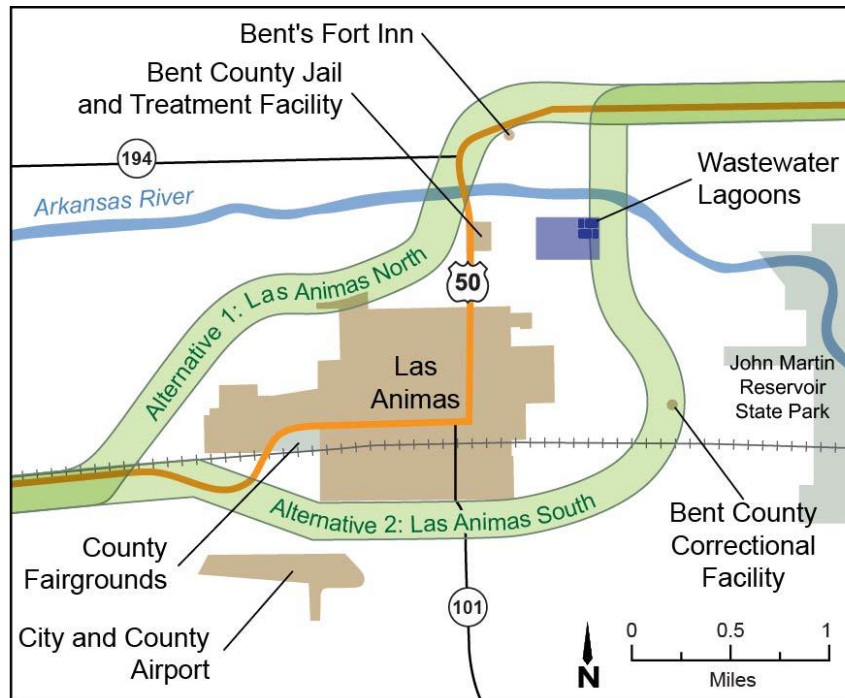 Bent's Fort Inn
Bent County Jail
and Treatment Facility
194
Wastewater
Lagoons
Arkansas River
50
Alternative 1: Las Animas North
Las
Animas
John Martin
Reservoir
State Park
Alternative 2: Las Animas South
County
Fairgrounds
Bent County
Correctional
Facility
City and County
Airport
101
N
0 0.5 1
Miles